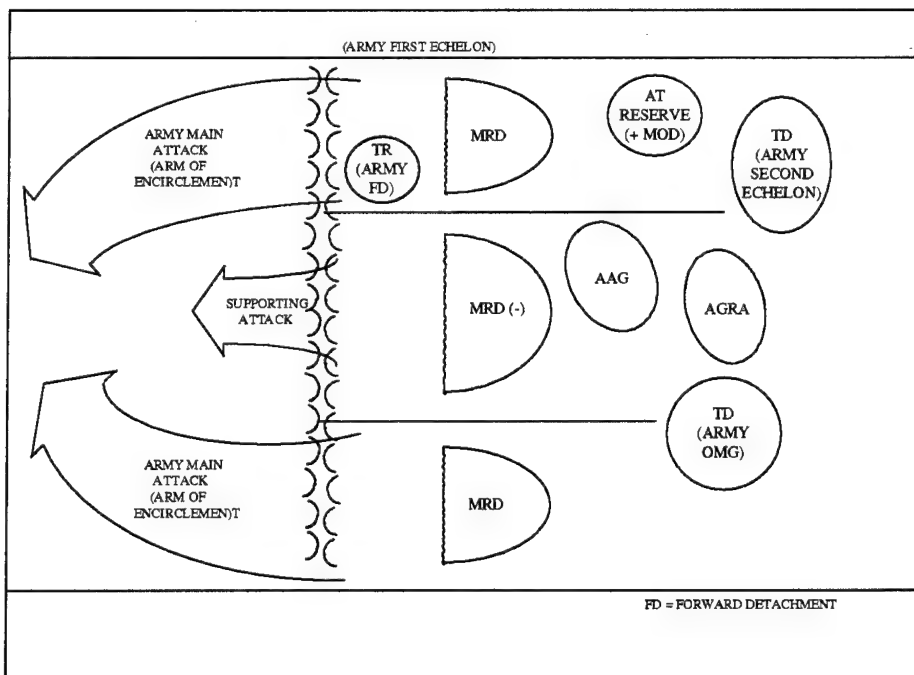 (ARMY FIRST ECHELON)
ARMY MAIN
ATTACK
(ARM OF
ENCIRCLEMEN)T
TR
(ARMY
FD)
MRD
AT
RESERVE
(+ MOD)
TD
(ARMY
SECOND
ECHELON)
SUPPORTING
ATTACK
MRD (-)
AAG
AGRA
TD
(ARMY
OMG)
ARMY MAIN
ATTACK
(ARM OF
ENCIRCLEMEN)T
MRD
FD = FORWARD DETACHMENT